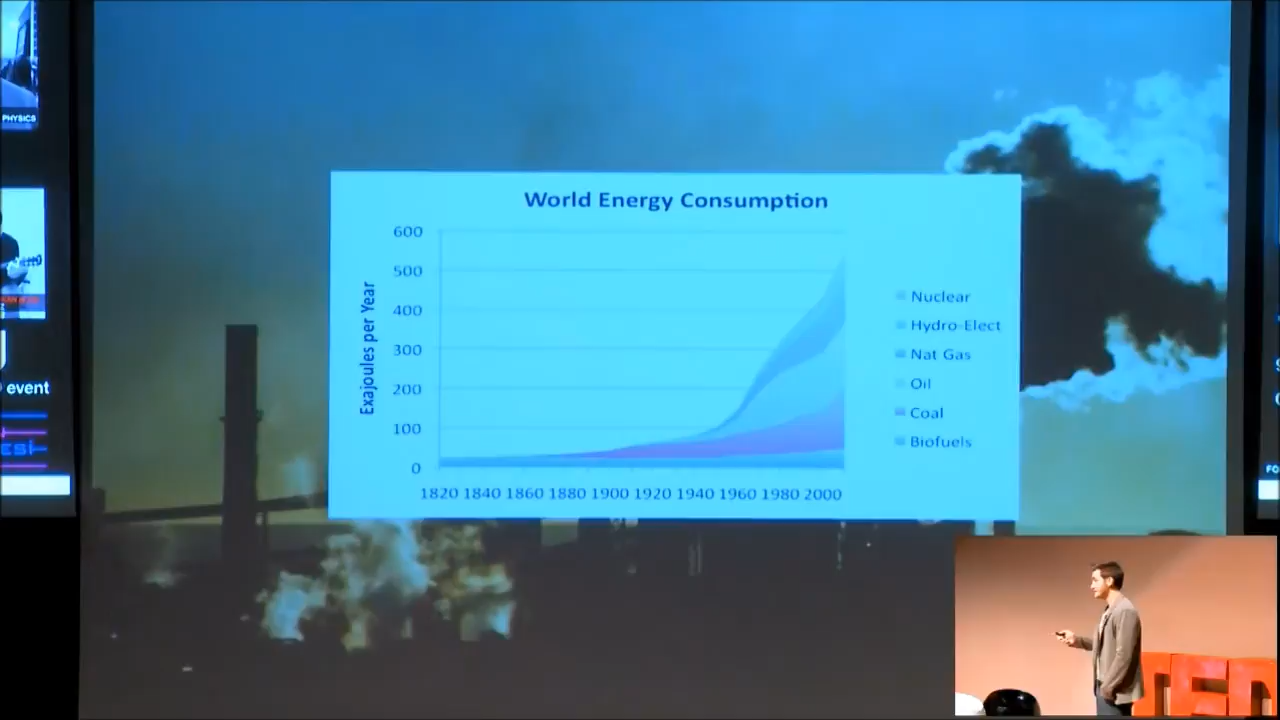 PHYSICS
event
World Energy Consumption
Exajoules per Year
600
500
400
300
200
100
0
1820 1840 1860 1880 1900 1920 1940 1960 1980 2000
Nuclear
Hydro-Elect
Nat Gas
Oil
Coal
Biofuels
TED